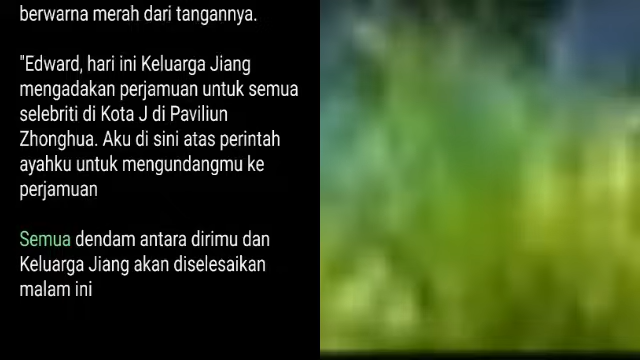 berwarna merah dari tangannya.
"Edward, hari ini Keluarga Jiang
mengadakan perjamuan untuk semua
selebriti di Kota J di Paviliun
Zhonghua. Aku di sini atas perintah
ayahku untuk mengundangmu ke
perjamuan
Semua dendam antara dirimu dan
Keluarga Jiang akan diselesaikan
malam ini